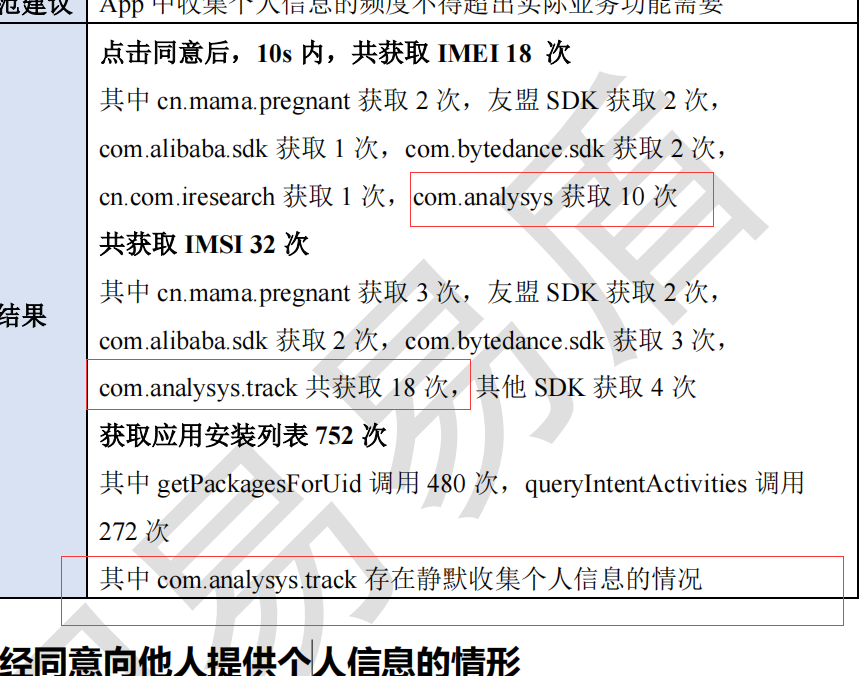 范建议
App 中收集个人信息的频度不得超出实际业务功能需要
点击同意后，10s 内，共获取 IMEI 18 次
其中 cn.mama.pregnant 获取 2 次，友盟 SDK 获取 2 次，
com.alibaba.sdk 获取 1 次，com.bytedance.sdk 获取 2 次，
cn.com.iresearch 获取 1 次，com.analysys 获取 10 次
共获取 IMSI 32 次
其中 cn.mama.pregnant 获取 3 次，友盟 SDK 获取 2 次，
结果
com.alibaba.sdk 获取 2 次，com.bytedance.sdk 获取 3 次，
com.analysys.track 共获取 18 次，其他 SDK 获取 4 次
获取应用安装列表 752 次
其中 getPackagesForUid 调用 480 次，queryIntentActivities 调用
272 次
其中 com.analysys.track 存在静默收集个人信息的情况
经同意向他人提供个人信息的情形
易易盾